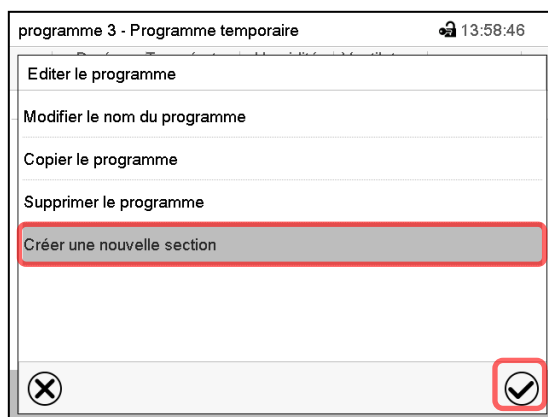 programme 3 - Programme temporaire 13:58:46
Editer le programme
Modifier le nom du programme
Copier le programme
Supprimer le programme
Créer une nouvelle section